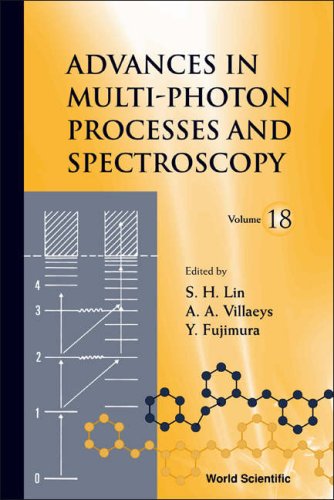 ADVANCES IN
MULTI-PHOTON
PROCESSES AND
SPECTROSCOPY
Volume 18
Edited by
S. H. Lin
A. A. Villaeys
Y. Fujimura
4
3
2
1
0
World Scientific